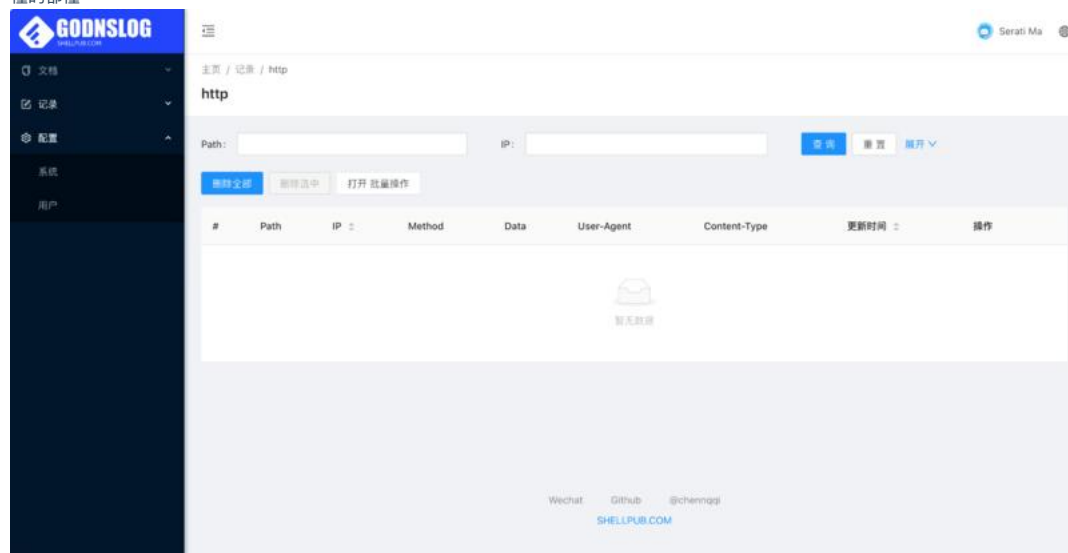 GODNSLOG
SHELLPUB.COM
Serati Ma
文档
主页 / 记录 / http
记录
http
配置
Path:
IP:
查询
重置
展开
系统
删除全部
删除选中
打开 批量操作
用户
# Path IP Method Data User-Agent Content-Type 更新时间 操作
暂无数据
Wechat Github @chennqqi
SHELLPUB.COM